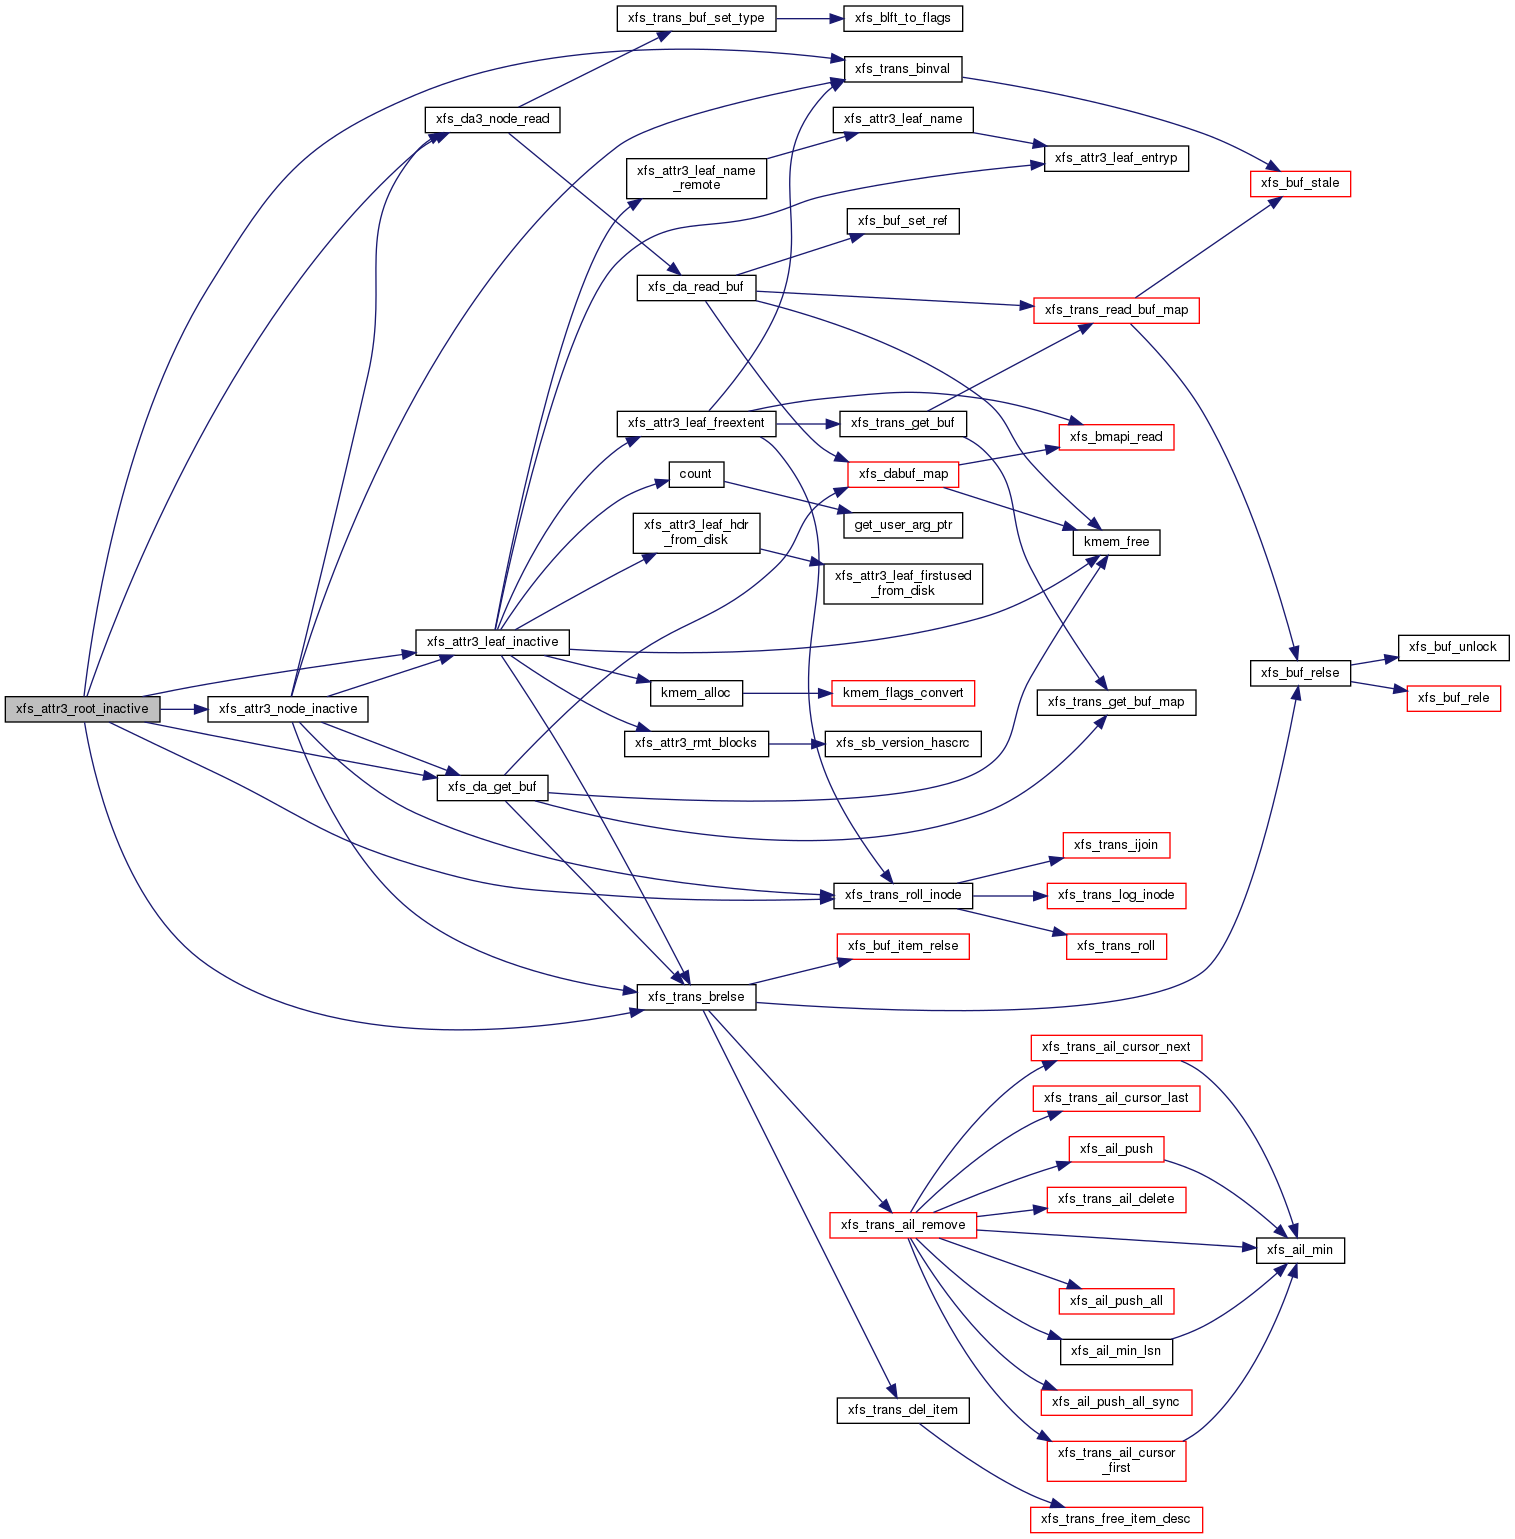 xfs_trans_buf_set_type
xfs_blft_to_flags
xfs_trans_binval
xfs_da3_node_read
xfs_attr3_leaf_name
xfs_attr3_leaf_entryp
xfs_attr3_leaf_name
_remote
xfs_buf_stale
xfs_buf_set_ref
xfs_da_read_buf
xfs_trans_read_buf_map
xfs_attr3_leaf_freextent
xfs_trans_get_buf
xfs_bmapi_read
count
xfs_dabuf_map
xfs_attr3_leaf_hdr
_from_disk
get_user_arg_ptr
kmem_free
xfs_attr3_leaf_firstused
_from_disk
xfs_attr3_leaf_inactive
xfs_buf_unlock
xfs_buf_relse
kmem_alloc
kmem_flags_convert
xfs_buf_rele
xfs_attr3_root_inactive
xfs_attr3_node_inactive
xfs_trans_get_buf_map
xfs_attr3_rmt_blocks
xfs_sb_version_hascrc
xfs_da_get_buf
xfs_trans_ijoin
xfs_trans_roll_inode
xfs_trans_log_inode
xfs_buf_item_relse
xfs_trans_roll
xfs_trans_brelse
xfs_trans_ail_cursor_next
xfs_trans_ail_cursor_last
xfs_ail_push
xfs_trans_ail_delete
xfs_trans_ail_remove
xfs_ail_min
xfs_ail_push_all
xfs_ail_min_lsn
xfs_ail_push_all_sync
xfs_trans_del_item
xfs_trans_ail_cursor
_first
xfs_trans_free_item_desc